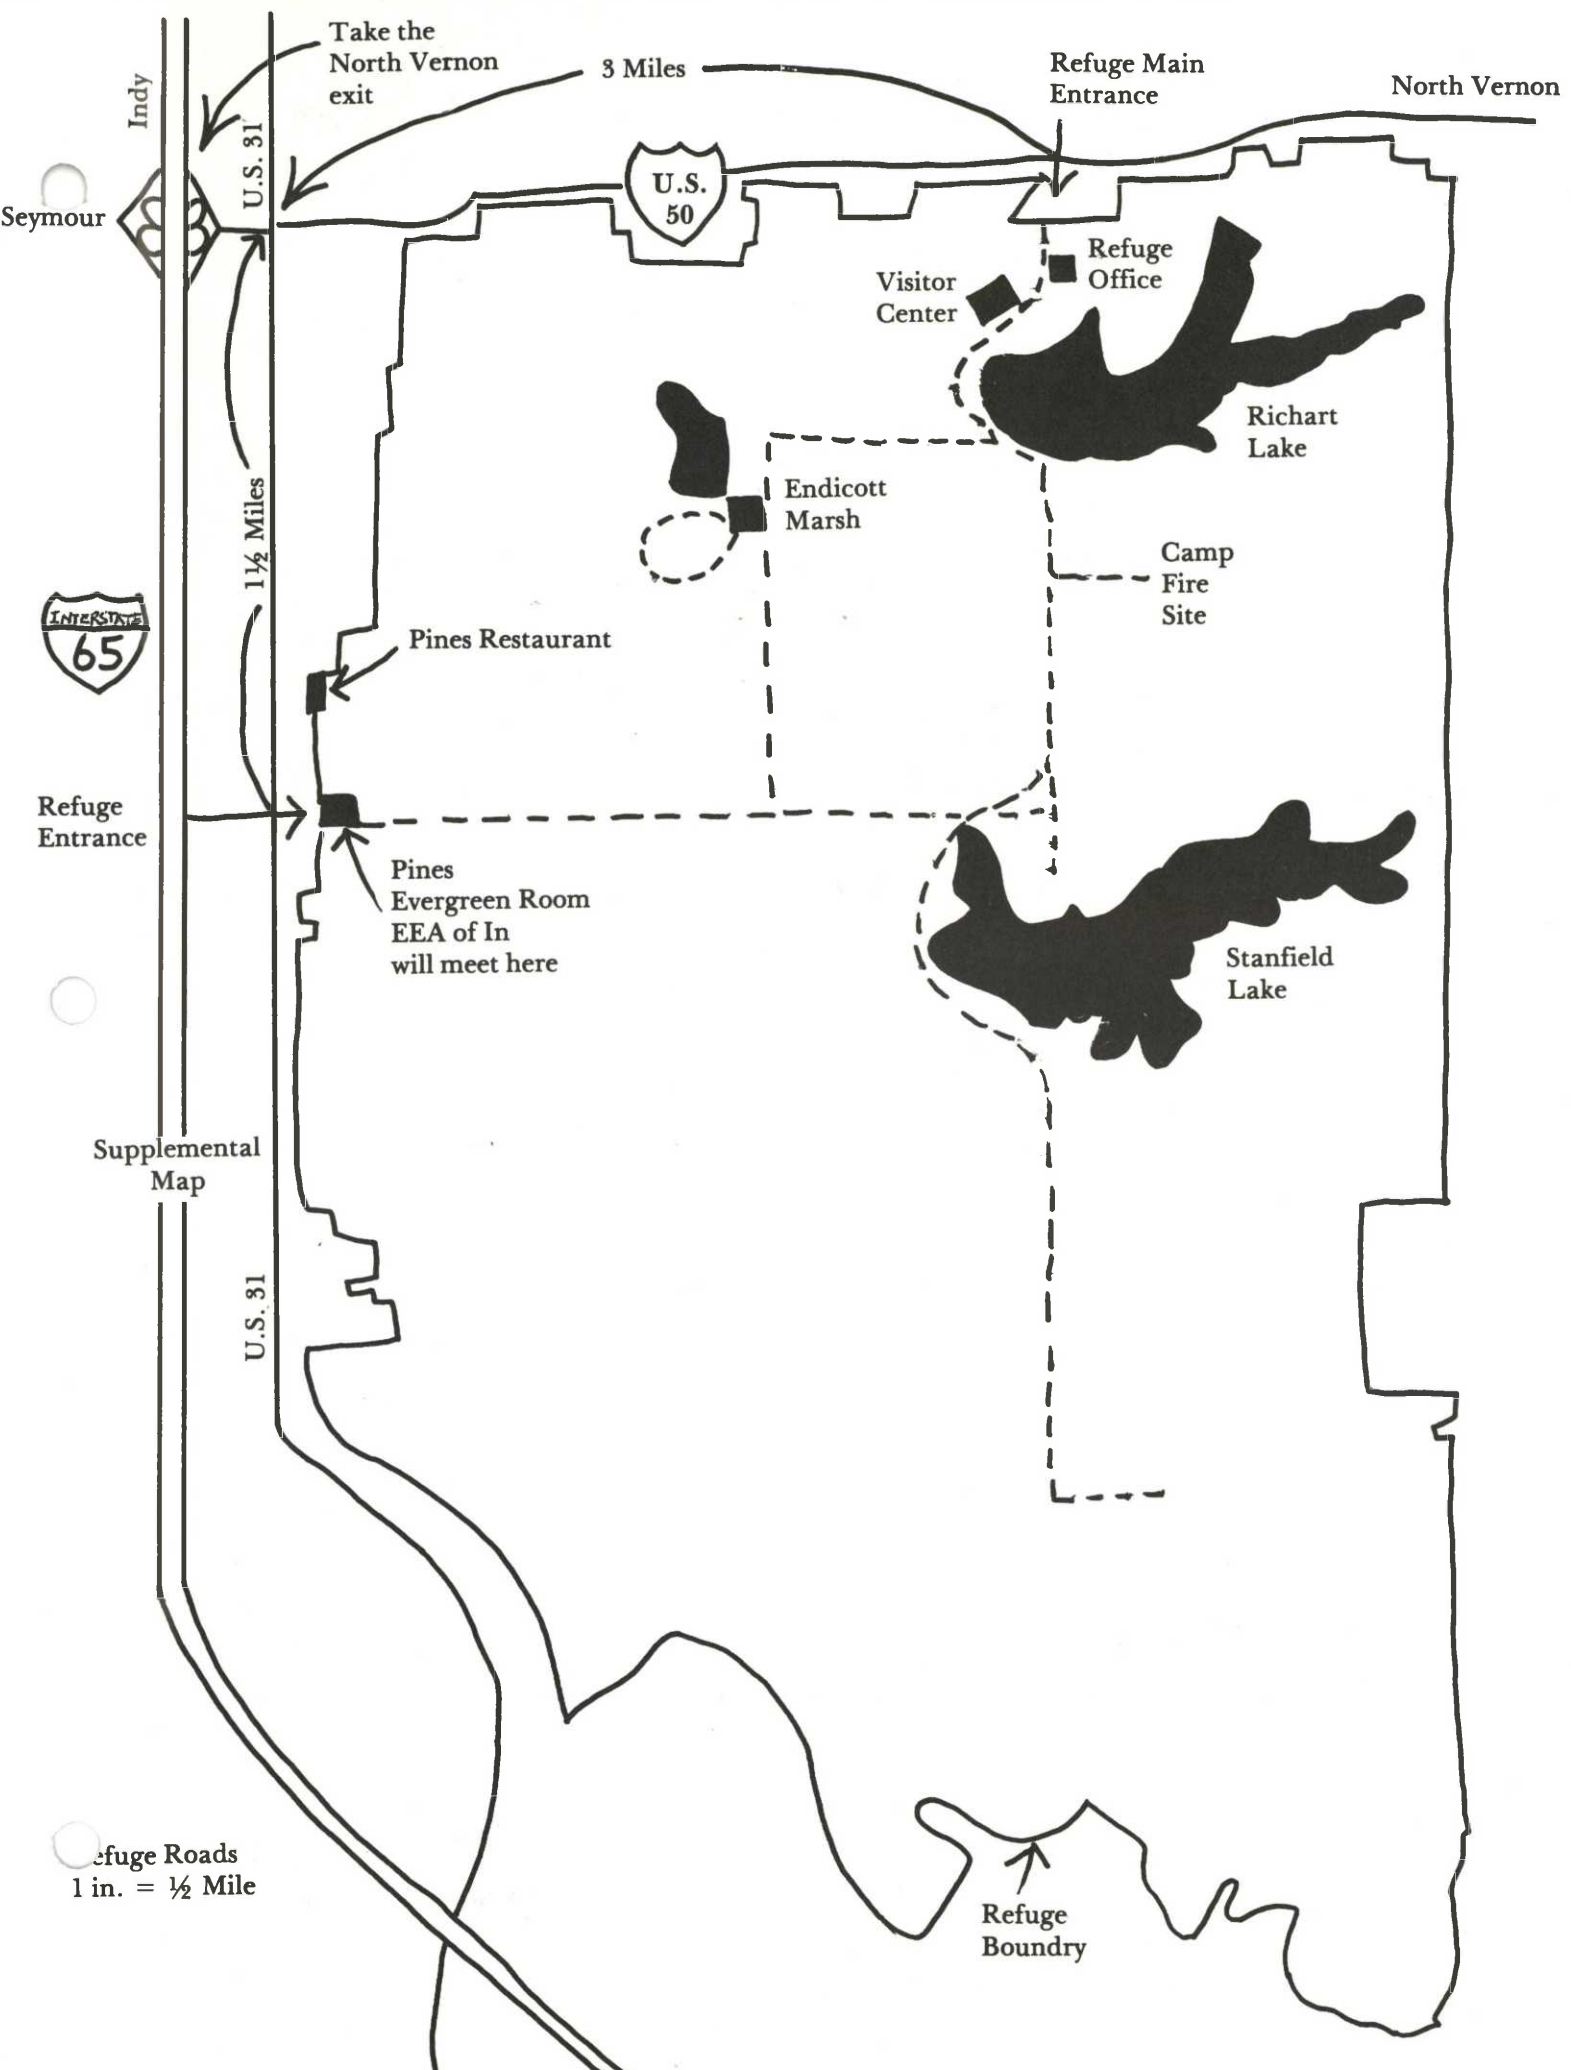 Take the
North Vernon
exit
3 Miles
Refuge Main
Entrance
North Vernon
Indy
U.S. 31
Seymour
U.S.
50
Visitor
Center
Refuge
Office
Richart
Lake
1½ Miles
Endicott
Marsh
Camp
Fire
Site
INTERSTATE
65
Pines Restaurant
Refuge
Entrance
Pines
Evergreen Room
EEA of In
will meet here
Stanfield
Lake
Supplemental
Map
U.S. 31
efuge Roads
1 in. = ½ Mile
Refuge
Boundry